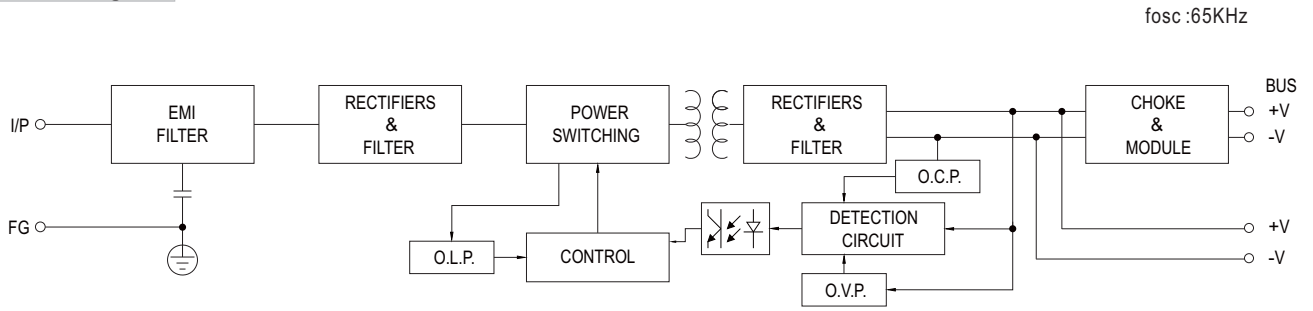 fosc :65KHz
BUS
EMI
FILTER
RECTIFIERS
&
FILTER
POWER
SWITCHING
RECTIFIERS
&
FILTER
CHOKE
&
MODULE
I/P
+V
-V
O.C.P.
FG
DETECTION
CIRCUIT
+V
-V
O.L.P.
CONTROL
O.V.P.